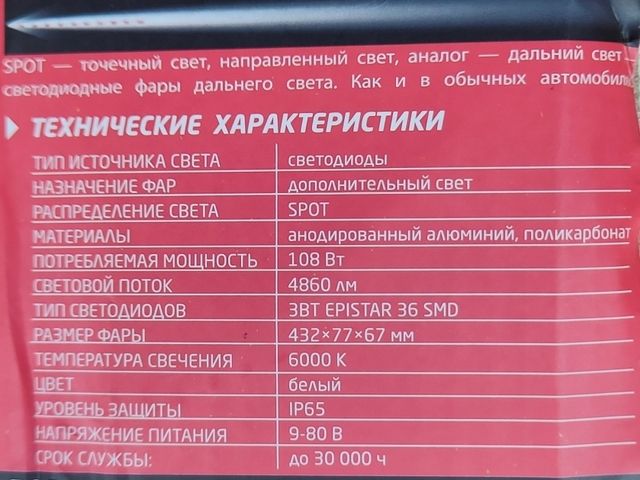 SPOT — точечный свет, направленный свет, аналог — дальний свет
светодиодные фары дальнего света. Как и в обычных
ТЕХНИЧЕСКИЕ ХАРАКТЕРИСТИКИ
ТИП ИСТОЧНИКА СВЕТА светодиоды
НАЗНАЧЕНИЕ ФАР дополнительный свет
РАСПРЕДЕЛЕНИЕ СВЕТА SPOT
МАТЕРИАЛЫ анодированный алюминий, поликарбонат
ПОТРЕБЛЯЕМАЯ МОЩНОСТЬ 108 Вт
СВЕТОВОЙ ПОТОК 4860 лм
ТИП СВЕТОДИОДОВ 3ВТ EPISTAR 36 SMD
РАЗМЕР ФАРЫ 432×77×67 мм
ТЕМПЕРАТУРА СВЕЧЕНИЯ 6000 K
ЦВЕТ белый
УРОВЕНЬ ЗАЩИТЫ IP65
НАПРЯЖЕНИЕ ПИТАНИЯ 9-80 В
СРОК СЛУЖБЫ: до 30 000 ч